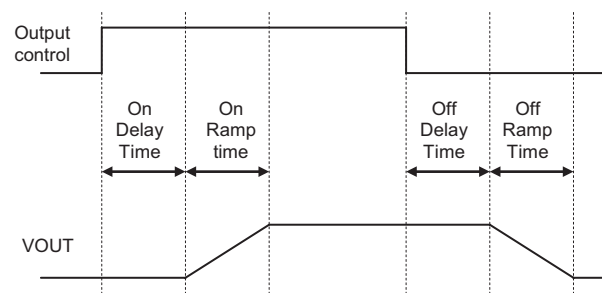 Output
control
On
Delay
Time
On
Ramp
time
Off
Delay
Time
Off
Ramp
Time
VOUT